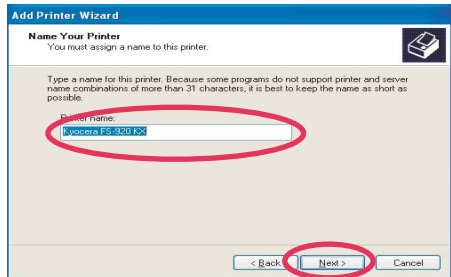 Add Printer Wizard
Name Your Printer
You must assign a name to this printer.
Type a name for this printer. Because some programs do not support printer and server
name combinations of more than 31 characters, it is best to keep the name as short as
possible.
Printer name:
Kyocera FS-920 KX
< Back Next > Cancel